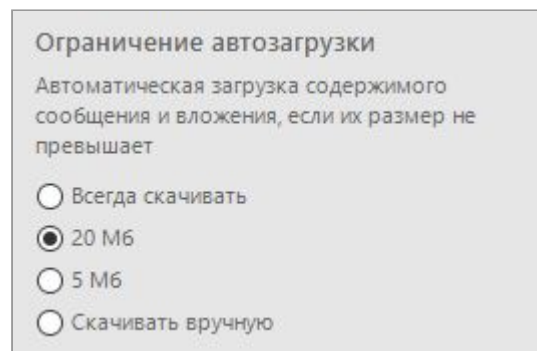 Ограничение автозагрузки
Автоматическая загрузка содержимого
сообщения и вложения, если их размер не
превышает
Всегда скачивать
20 Мб
5 Мб
Скачивать вручную